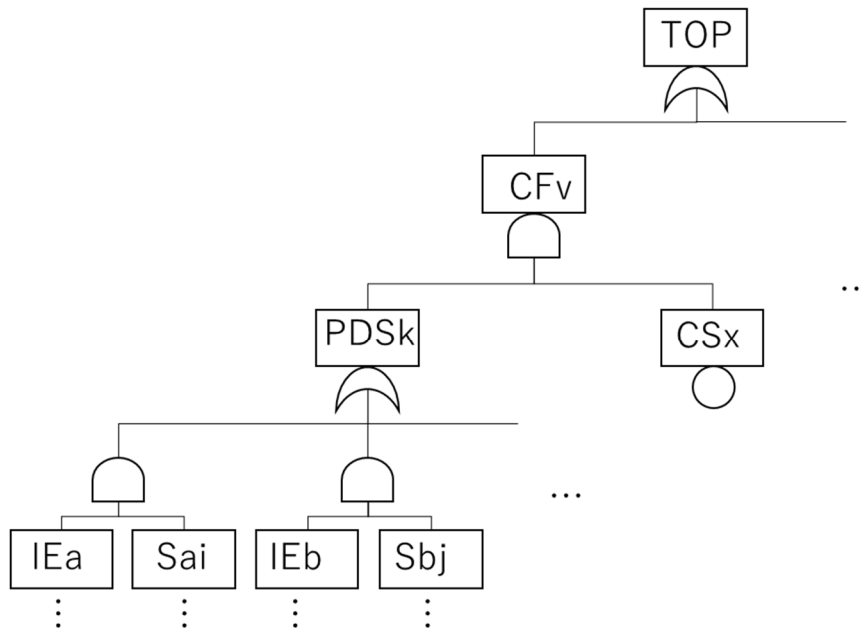 TOP
CFv
PDSk
CSx
IEa
Sai
IEb
Sbj